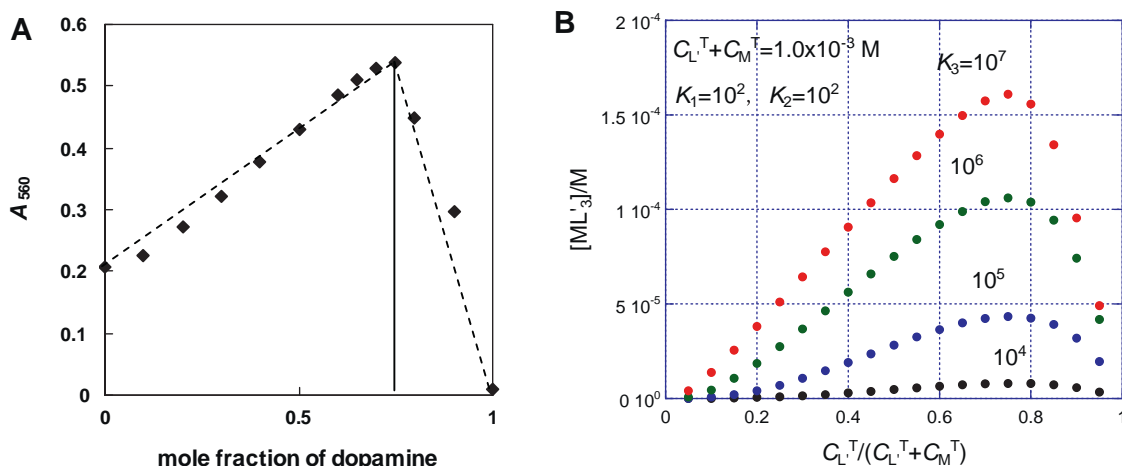 A
A 560
0.6
0.5
0.4
0.3
0.2
0.1
0
0 0.5 1
mole fraction of dopamine
B
[ML'3]/M
2 10-4
1.5 10-4
1 10-4
5 10-5
0 100
CL'T+CMT=1.0x10-3 M
K1=102, K2=102
K3=107
106
105
104
0 0.2 0.4 0.6 0.8 1
CL'T/(CL'T+CMT)